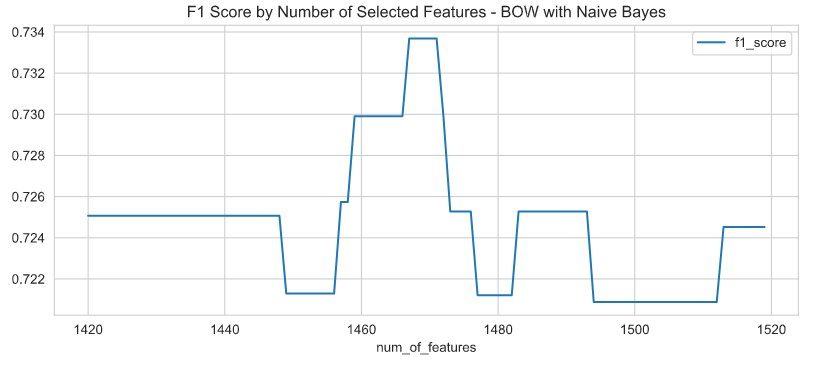 F1 Score by Number of Selected Features - BOW with Naive Bayes
f1_score
0.734
0.732
0.730
0.728
0.726
0.724
0.722
1420 1440 1460 1480 1500 1520
num_of_features